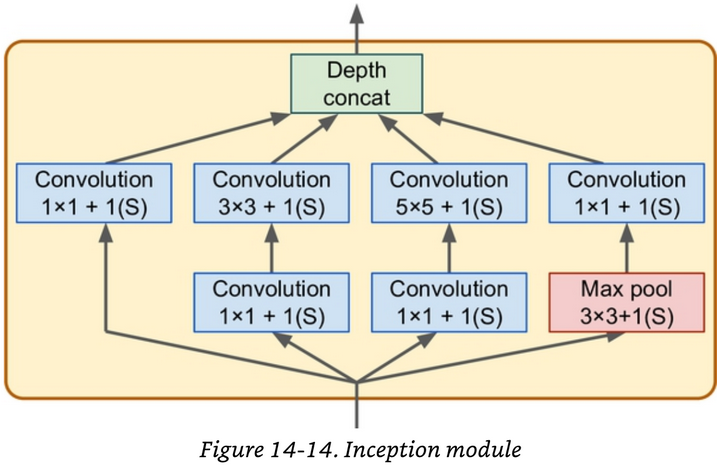 Depth
concat
Convolution
1×1 + 1(S)
Convolution
3×3 + 1(S)
Convolution
5×5 + 1(S)
Convolution
1×1 + 1(S)
Convolution
1×1 + 1(S)
Convolution
1×1 + 1(S)
Max pool
3×3+1(S)
Figure 14-14. Inception module